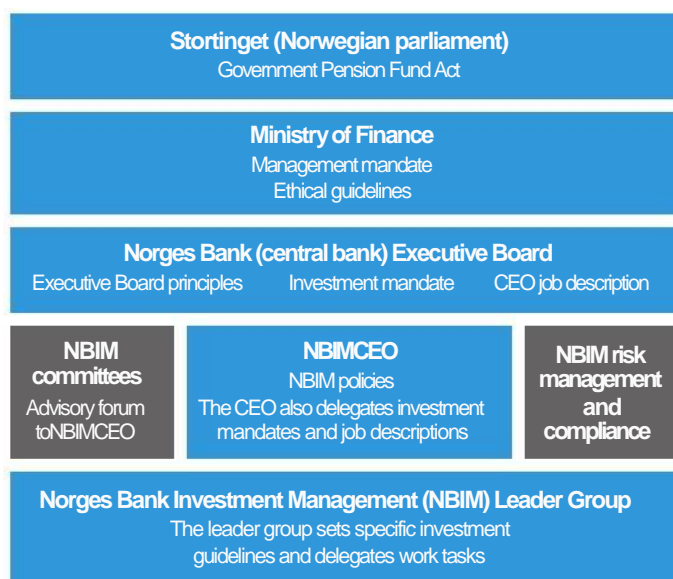 Stortinget (Norwegian parliament)
Government Pension Fund Act
Ministry of Finance
Management mandate
Ethical guidelines
Norges Bank (central bank) Executive Board
Executive Board principles Investment mandate CEO job description
NBIM
committees
Advisory forum
toNBIMCEO
NBIMCEO
NBIM policies
The CEO also delegates investment
mandates and job descriptions
NBIM risk
management
and
compliance
Norges Bank Investment Management (NBIM) Leader Group
The leader group sets specific investment
guidelines and delegates work tasks